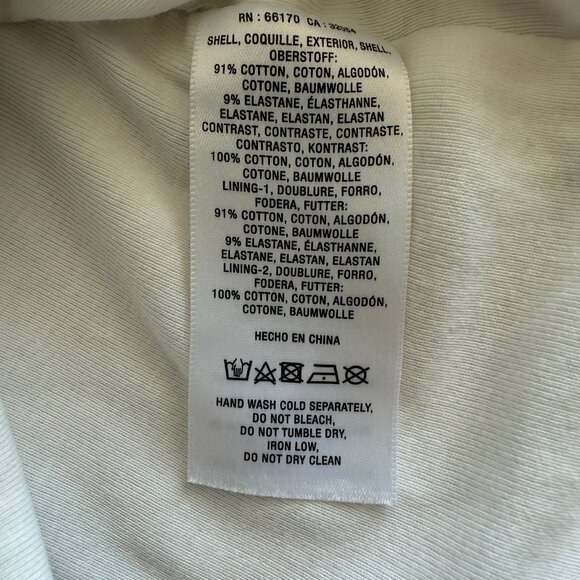 RN : 66170 CA : 32054
SHELL, COQUILLE, EXTERIOR, SHELL,
OBERSTOFF:
91% COTTON, COTON, ALGODÓN,
COTONE, BAUMWOLLE
9% ELASTANE, ÉLASTHANNE,
ELASTANE, ELASTAN, ELASTAN
CONTRAST, CONTRASTE, CONTRASTE,
CONTRASTO, KONTRAST:
100% COTTON, COTON, ALGODÓN,
COTONE, BAUMWOLLE
LINING-1, DOUBLURE, FORRO,
FODERA, FUTTER:
91% COTTON, COTON, ALGODÓN,
COTONE, BAUMWOLLE
9% ELASTANE, ÉLASTHANNE,
ELASTANE, ELASTAN, ELASTAN
LINING-2, DOUBLURE, FORRO,
FODERA, FUTTER:
100% COTTON, COTON, ALGODÓN,
COTONE, BAUMWOLLE
HECHO EN CHINA
HAND WASH COLD SEPARATELY,
DO NOT BLEACH,
DO NOT TUMBLE DRY,
IRON LOW,
DO NOT DRY CLEAN